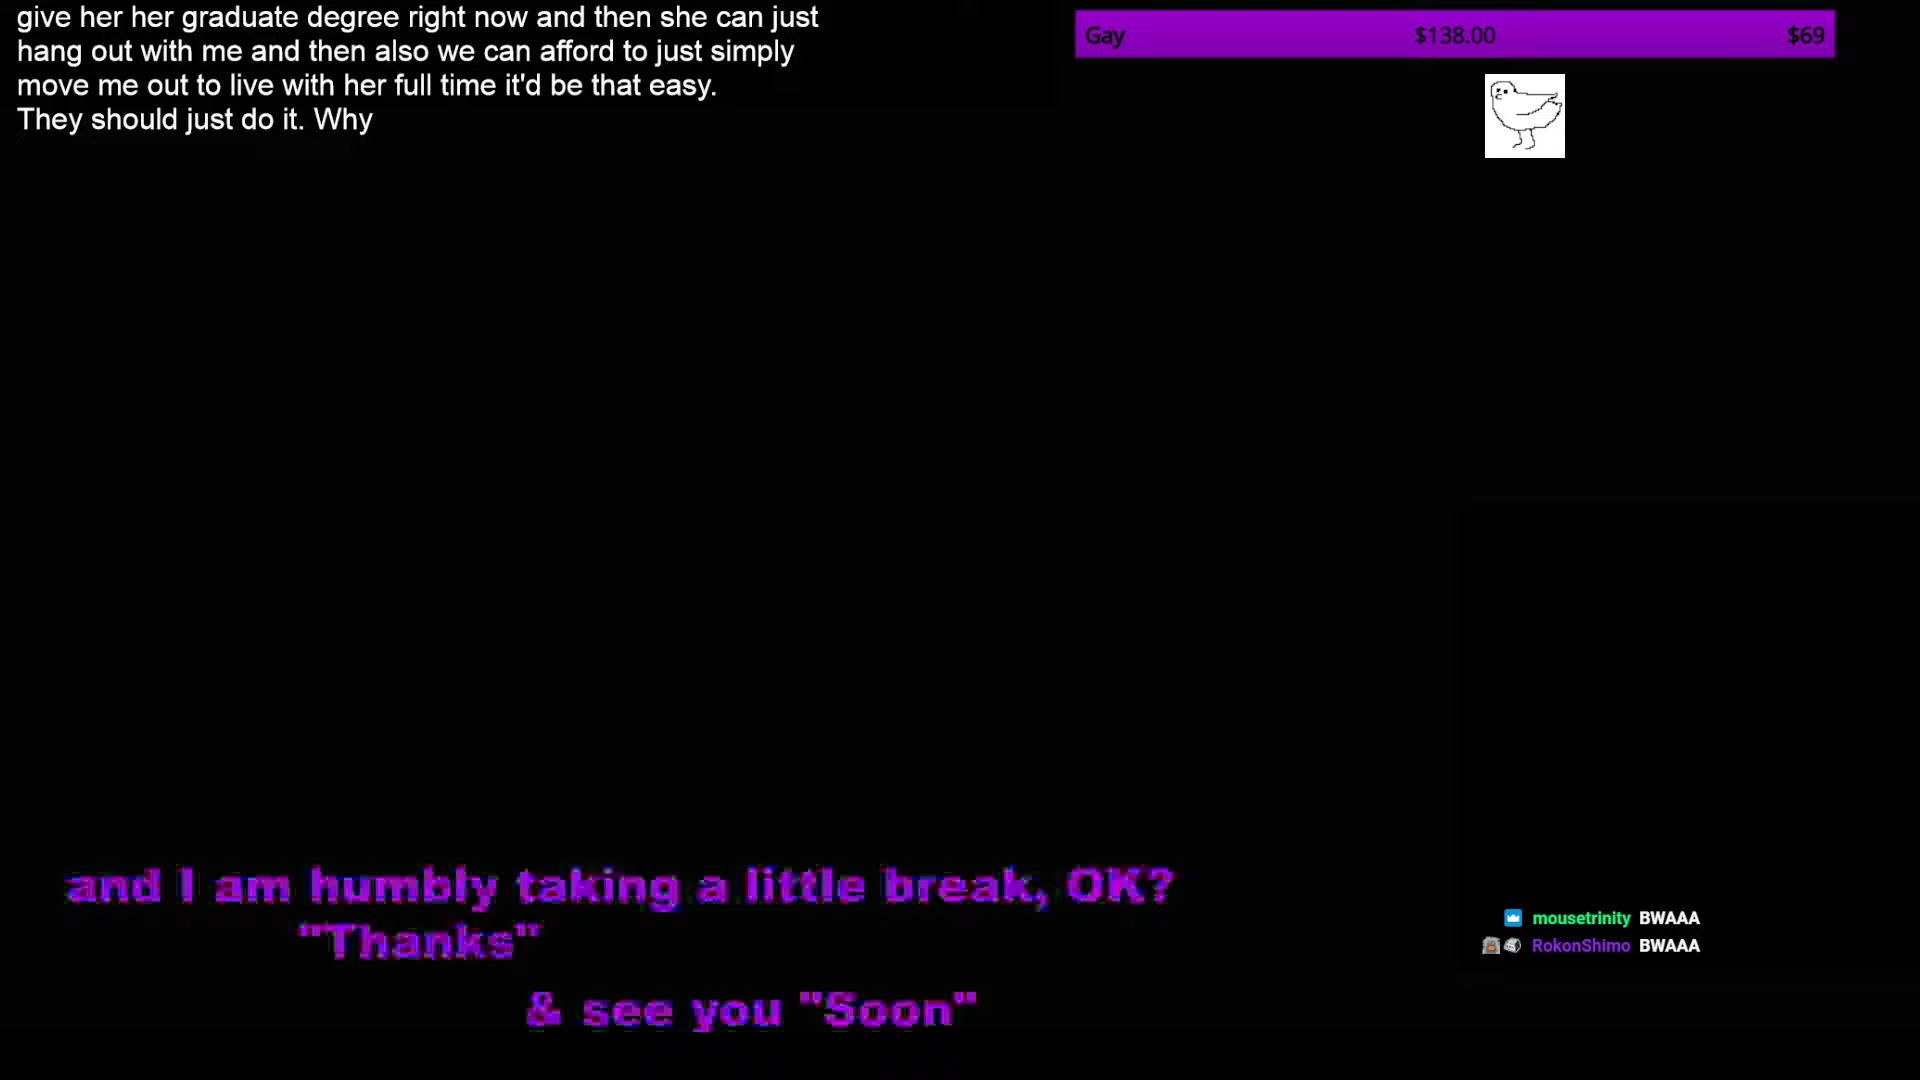 give her her graduate degree right now and then she can just
hang out with me and then also we can afford to just simply
move me out to live with her full time it'd be that easy.
They should just do it. Why
Gay $138.00 $69
and I am humbly taking a little break, OK?
"Thanks"
& see you "Soon"
mousetrinity BWAAA
RokonShimo BWAAA